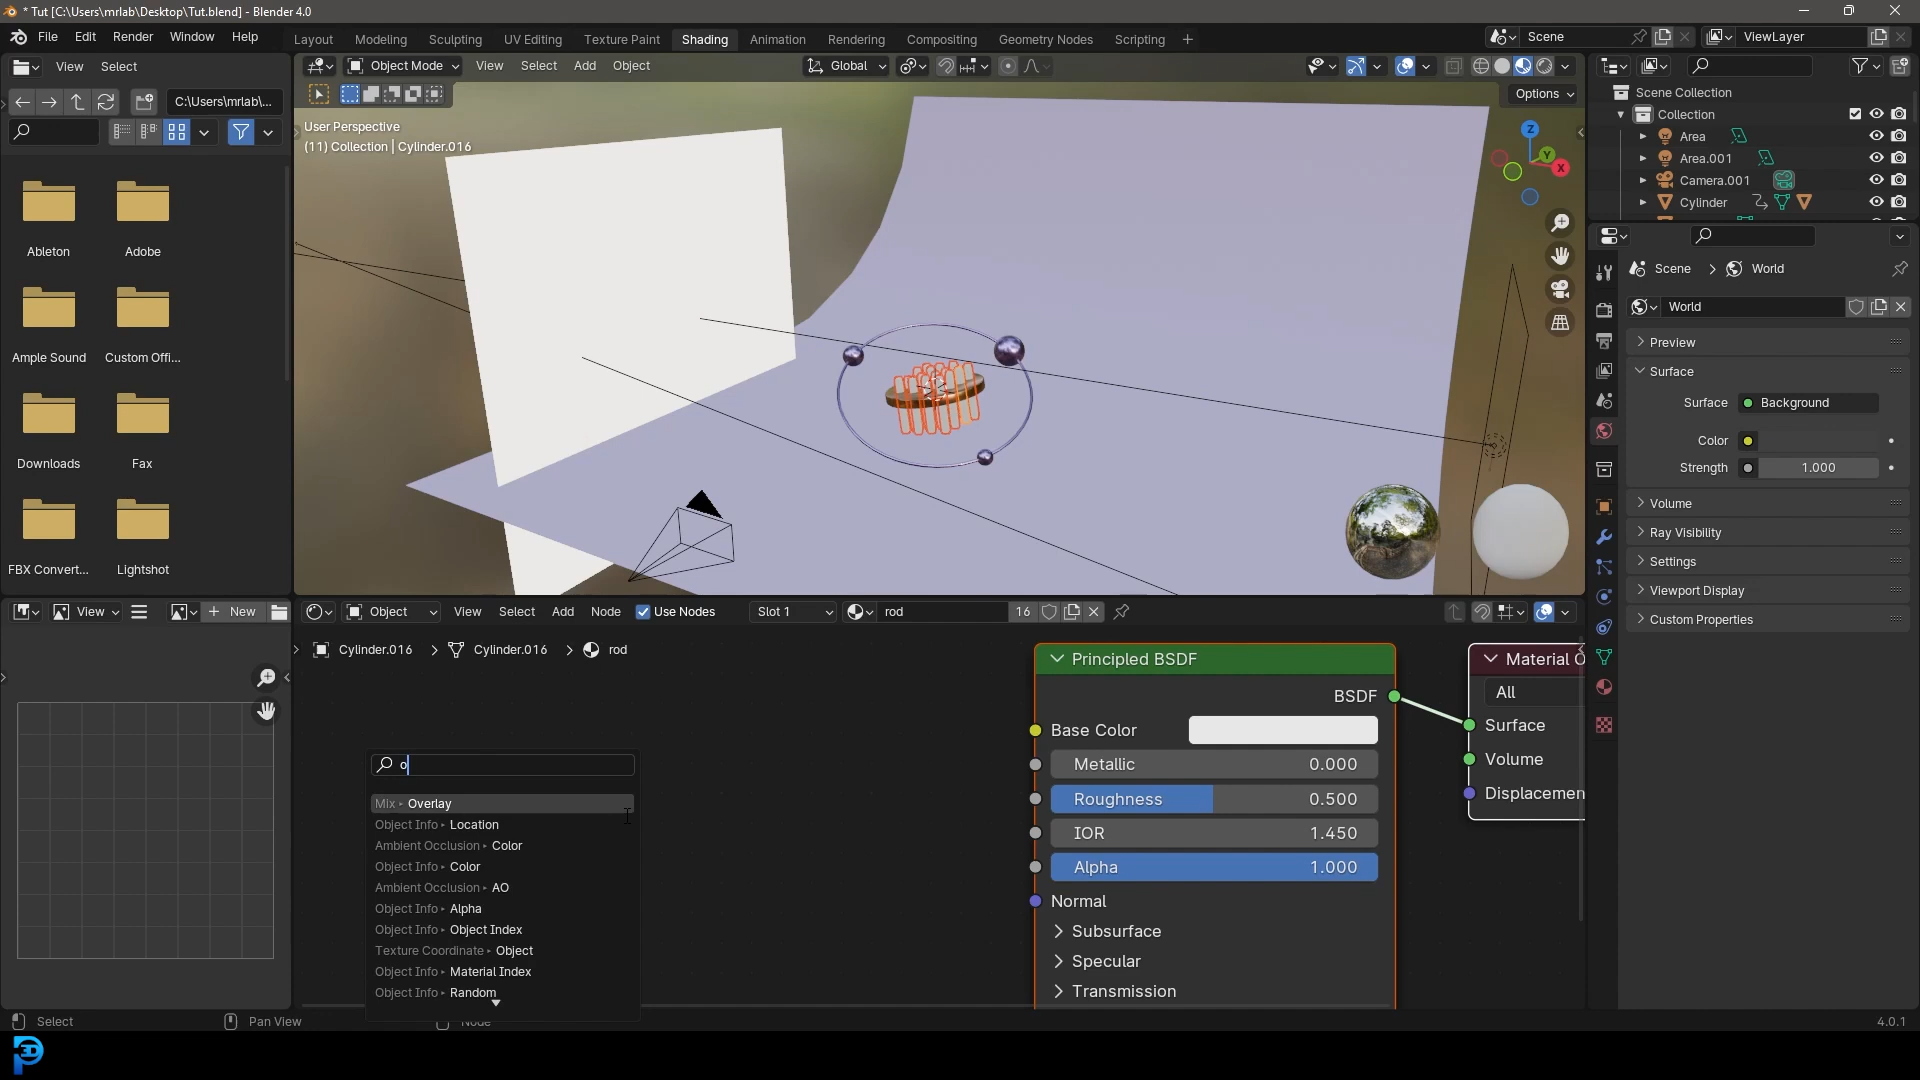 * Tut [C:\Users\mrlab\Desktop\Tut.blend] - Blender 4.0
File Edit Render Window Help
Layout Modeling Sculpting UV Editing Texture Paint Shading Animation Rendering Compositing Geometry Nodes Scripting +
Scene
ViewLayer
View Select
Object Mode View Select Add Object
Global
C:\Users\mrlab\...
Options
User Perspective
(11) Collection | Cylinder.016
Z
Y
X
Ableton Adobe
Ample Sound Custom Offi...
Downloads Fax
FBX Convert... Lightshot
Scene Collection
Collection
Area
Area.001
Camera.001
Cylinder
Scene > World
World
Preview
Surface
Surface Background
Color
Strength 1.000
Volume
Ray Visibility
Settings
Viewport Display
Custom Properties
View
New
Object View Select Add Node Use Nodes Slot 1 rod 16
Cylinder.016 > Cylinder.016 > rod
o
Mix ▸ Overlay
Object Info ▸ Location
Ambient Occlusion ▸ Color
Object Info ▸ Color
Ambient Occlusion ▸ AO
Object Info ▸ Alpha
Object Info ▸ Object Index
Texture Coordinate ▸ Object
Object Info ▸ Material Index
Object Info ▸ Random
Principled BSDF
BSDF
Base Color
Metallic 0.000
Roughness 0.500
IOR 1.450
Alpha 1.000
Normal
Subsurface
Specular
Transmission
Material O
All
Surface
Volume
Displacemen
Select Pan View Node 4.0.1